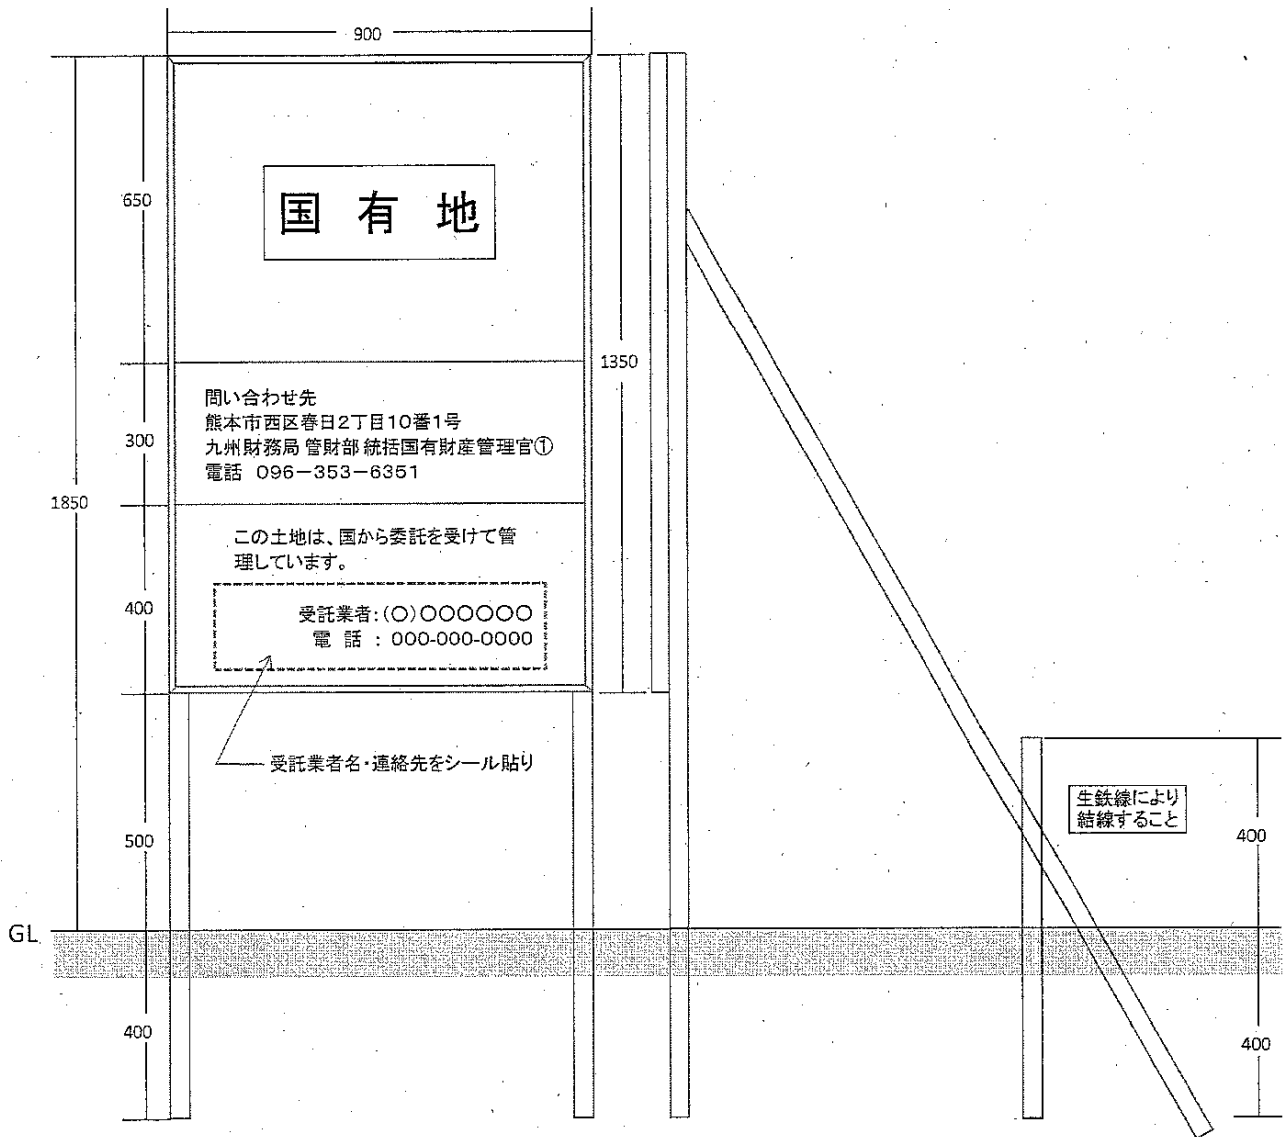 900
650
国有地
1350
問い合わせ先
熊本市西区春日2丁目10番1号
九州財務局 管財部 統括国有財産管理官①
電話 096-353-6351
300
1850
この土地は、国から委託を受けて管
理しています。
400
受託業者:(○)○○○○○○
電 話 : 000-000-0000
受託業者名・連絡先をシール貼り
生鉄線により
結線すること
500
400
GL
400
400